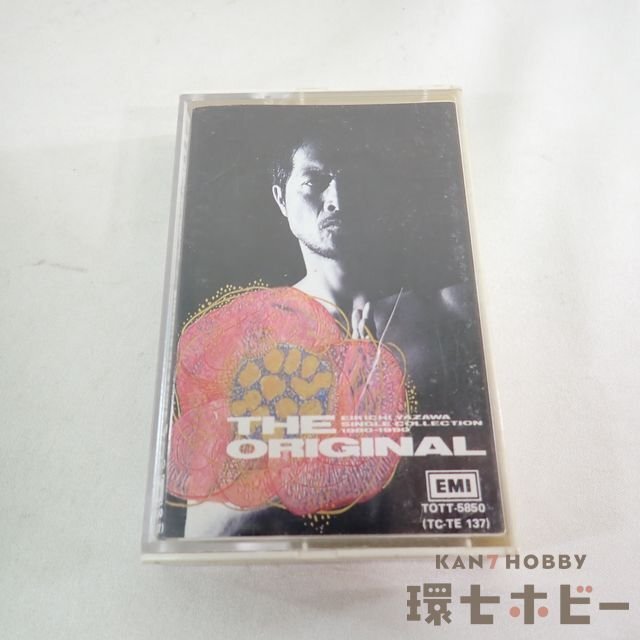 THE
EIKICHI YAZAWA
SINGLE COLLECTION
1980-1990
ORIGINAL
EMI
TOTT-5850
(TC-TE 137)
KAN7HOBBY
環七ホビー